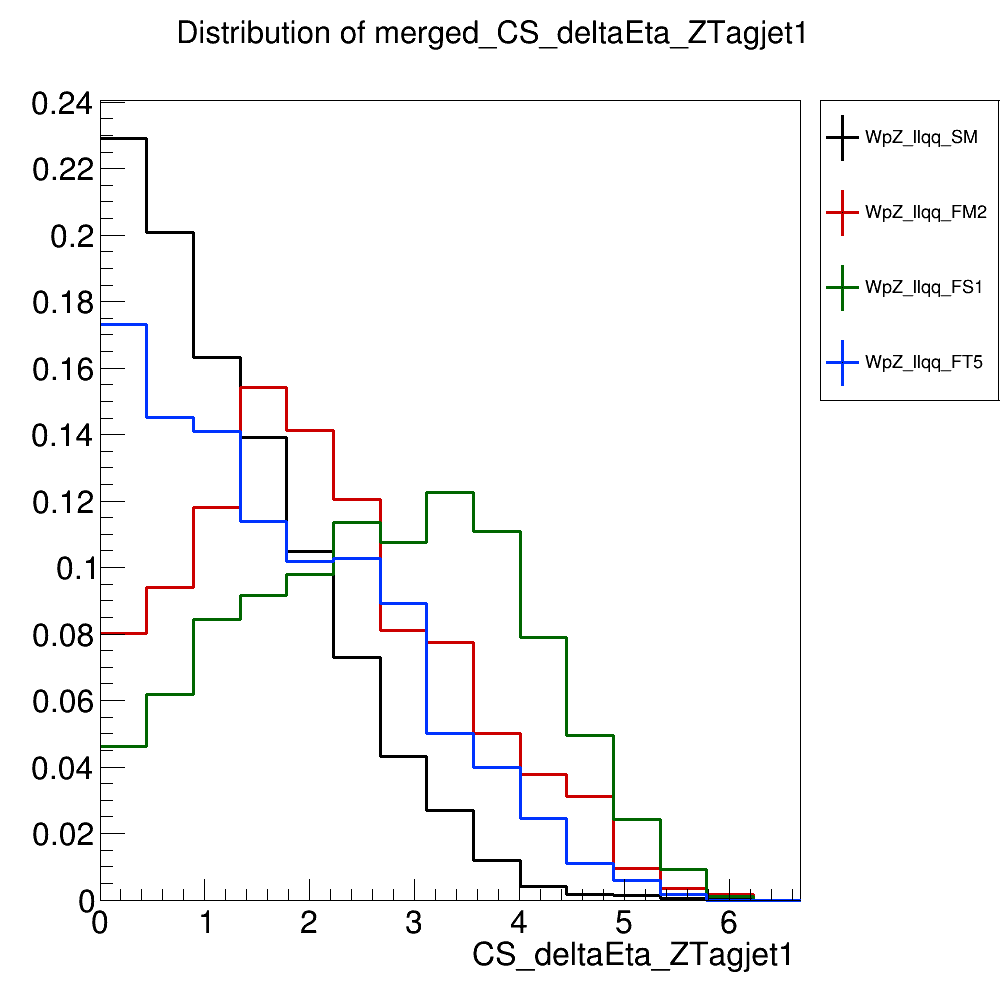 Distribution of merged_CS_deltaEta_ZTagjet1
0.24
0.22
0.2
0.18
0.16
0.14
0.12
0.1
0.08
0.06
0.04
0.02
0
0 1 2 3 4 5 6
CS_deltaEta_ZTagjet1
WpZ_llqq_SM
WpZ_llqq_FM2
WpZ_llqq_FS1
WpZ_llqq_FT5